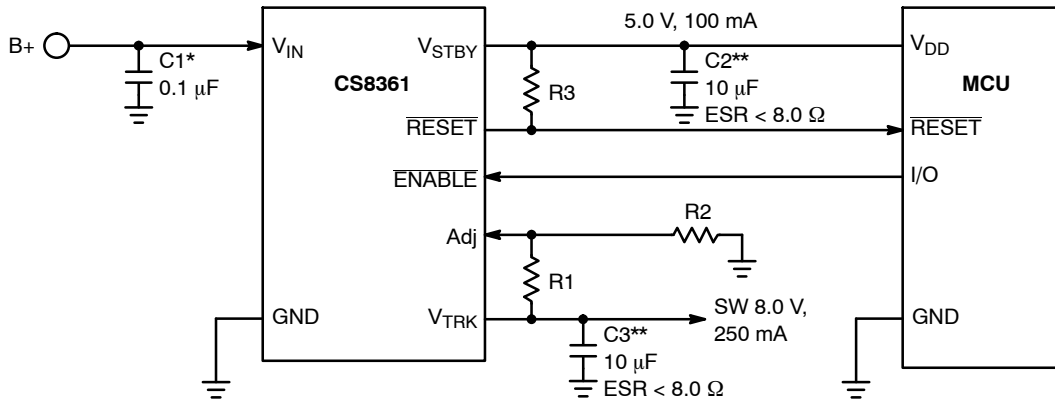 B+
C1*
0.1 μF
V_IN
CS8361
V_STBY
RESET
ENABLE
Adj
GND
V_TRK
5.0 V, 100 mA
R3
C2**
10 μF
ESR < 8.0 Ω
R2
R1
SW 8.0 V,
250 mA
C3**
10 μF
ESR < 8.0 Ω
V_DD
MCU
RESET
I/O
GND